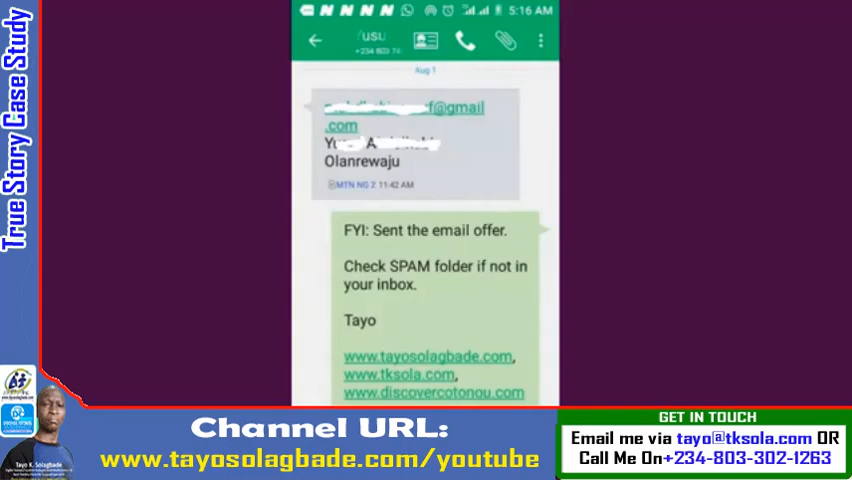 True Story Case Study
5:16 AM
+234 803
Aug 1
f@gmail
.com
Olanrewaju
MTN NG 2 11:42 AM
FYI: Sent the email offer.
Check SPAM folder if not in
your inbox.
Tayo
www.tayosolagbade.com,
www.tksola.com,
www.discovercotonou.com
Tayo K. Solagbade
Channel URL:
www.tayosolagbade.com/youtube
GET IN TOUCH
Email me via tayo@tksola.com OR
Call Me On+234-803-302-1263